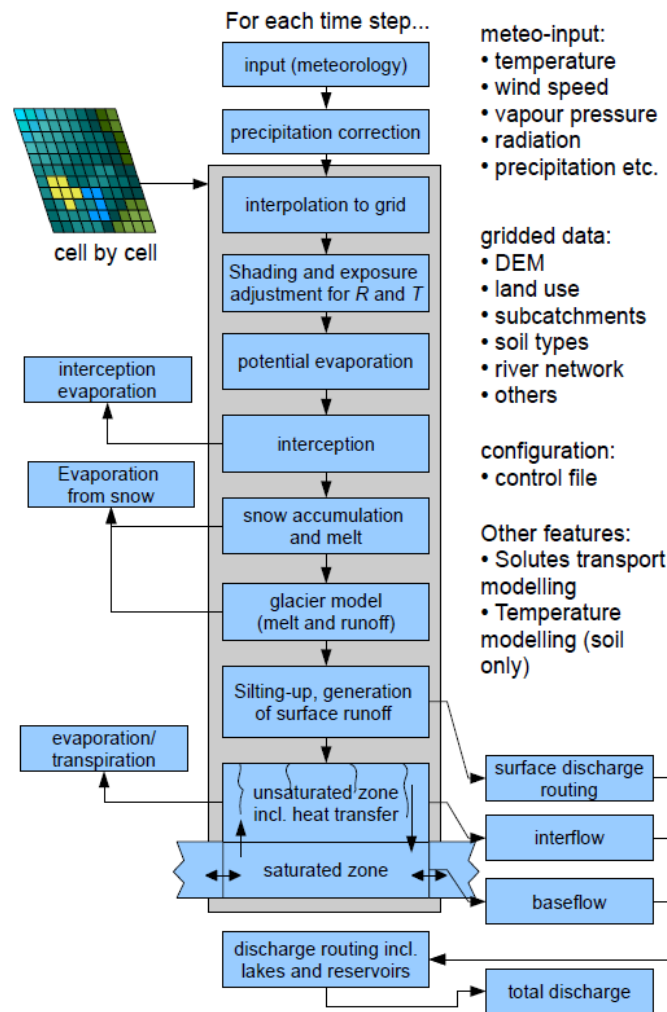 For each time step...
input (meteorology)
precipitation correction
cell by cell
interpolation to grid
Shading and exposure
adjustment for R and T
potential evaporation
interception
evaporation
interception
Evaporation
from snow
snow accumulation
and melt
glacier model
(melt and runoff)
Silting-up, generation
of surface runoff
evaporation/
transpiration
unsaturated zone
incl. heat transfer
saturated zone
surface discharge
routing
interflow
baseflow
discharge routing incl.
lakes and reservoirs
total discharge
meteo-input:
• temperature
• wind speed
• vapour pressure
• radiation
• precipitation etc.
gridded data:
• DEM
• land use
• subcatchments
• soil types
• river network
• others
configuration:
• control file
Other features:
• Solutes transport
modelling
• Temperature
modelling (soil
only)